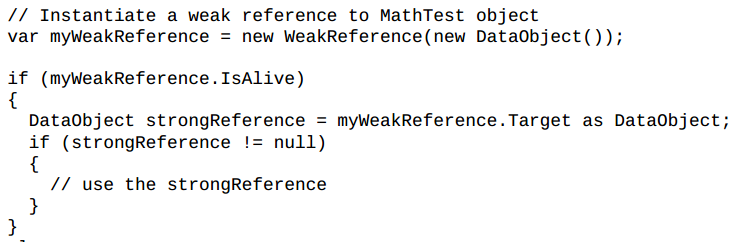 // Instantiate a weak reference to MathTest object
var myWeakReference = new WeakReference(new DataObject());
if (myWeakReference.IsAlive)
{
DataObject strongReference = myWeakReference.Target as DataObject;
if (strongReference != null)
{
// use the strongReference
}
}